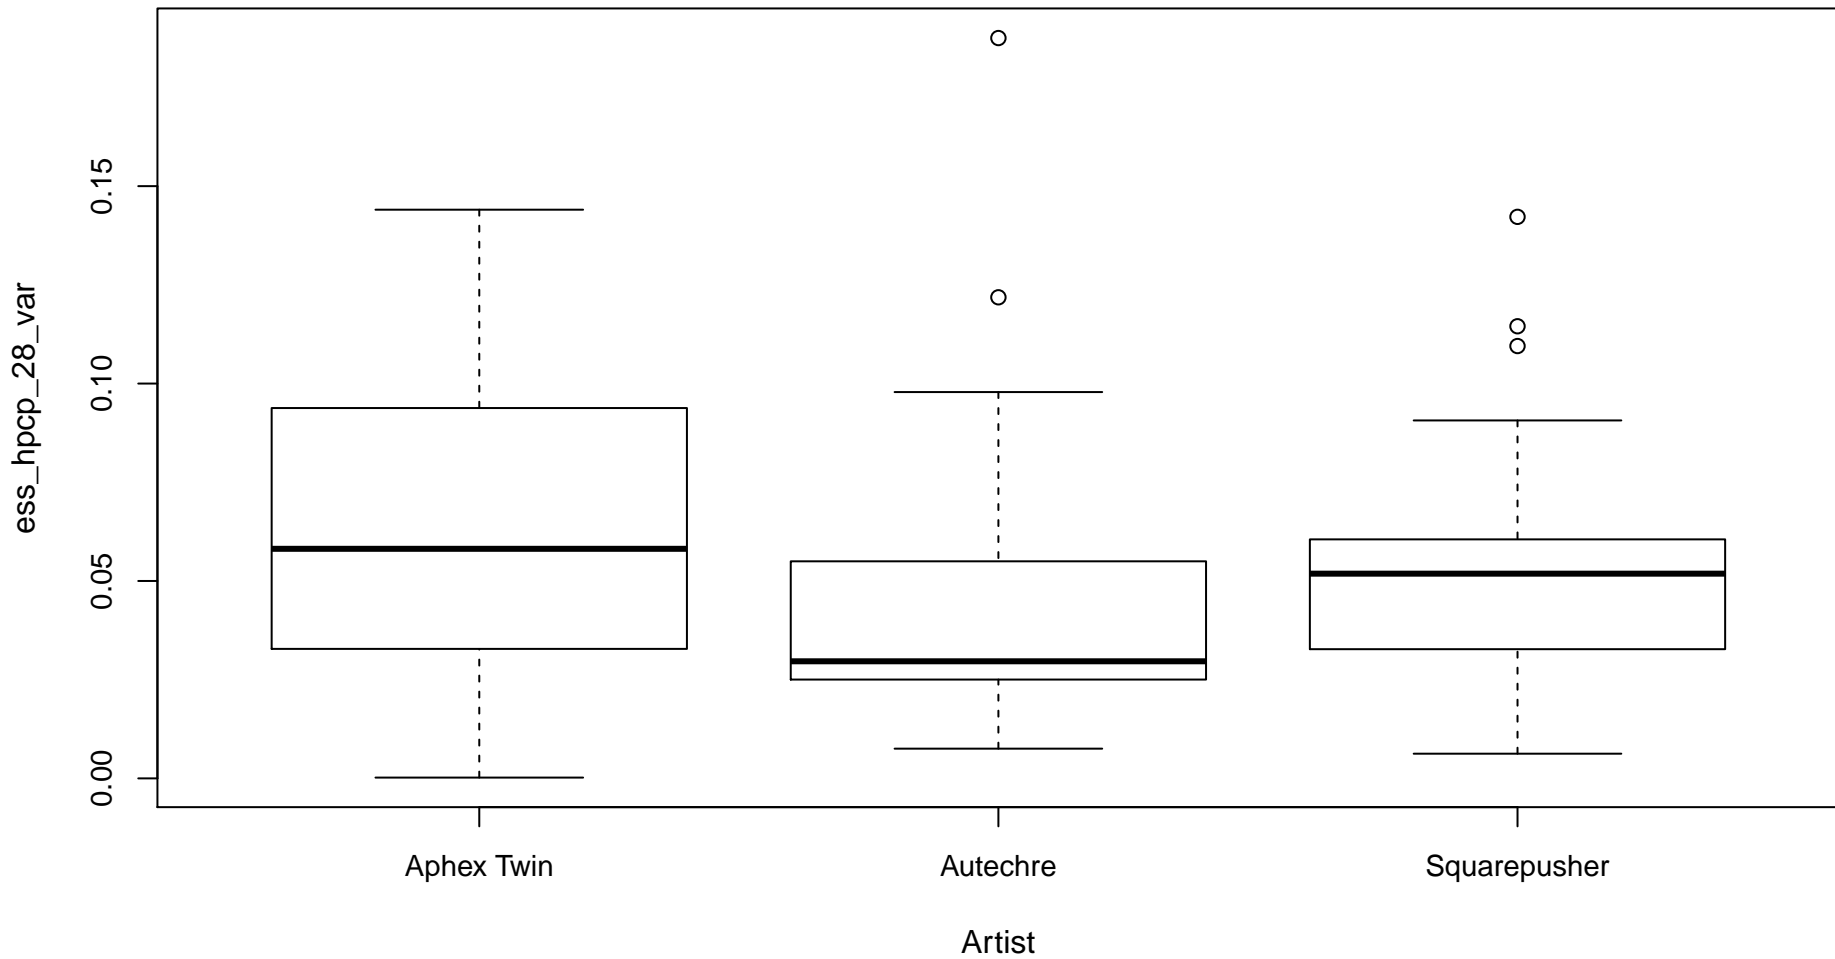 ess_hpcp_28_var
0.15
0.10
0.05
0.00
Aphex Twin Autechre Squarepusher
Artist